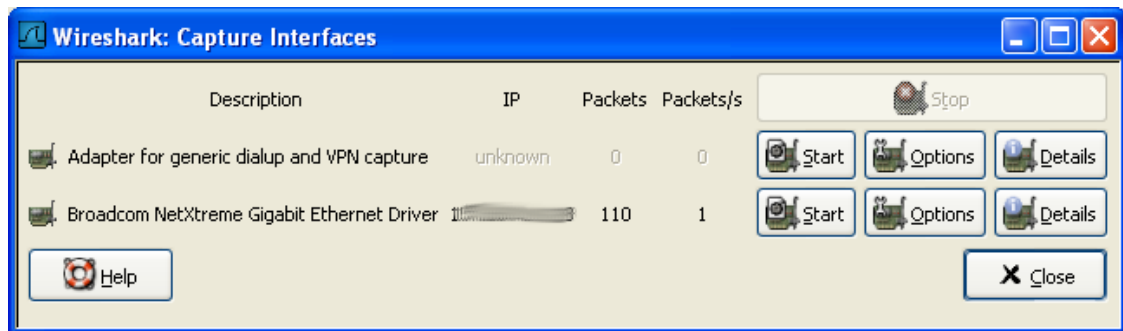 Wireshark: Capture Interfaces
Description IP Packets Packets/s Stop
Adapter for generic dialup and VPN capture unknown 0 0 Start Options Details
Broadcom NetXtreme Gigabit Ethernet Driver 110 1 Start Options Details
Help Close